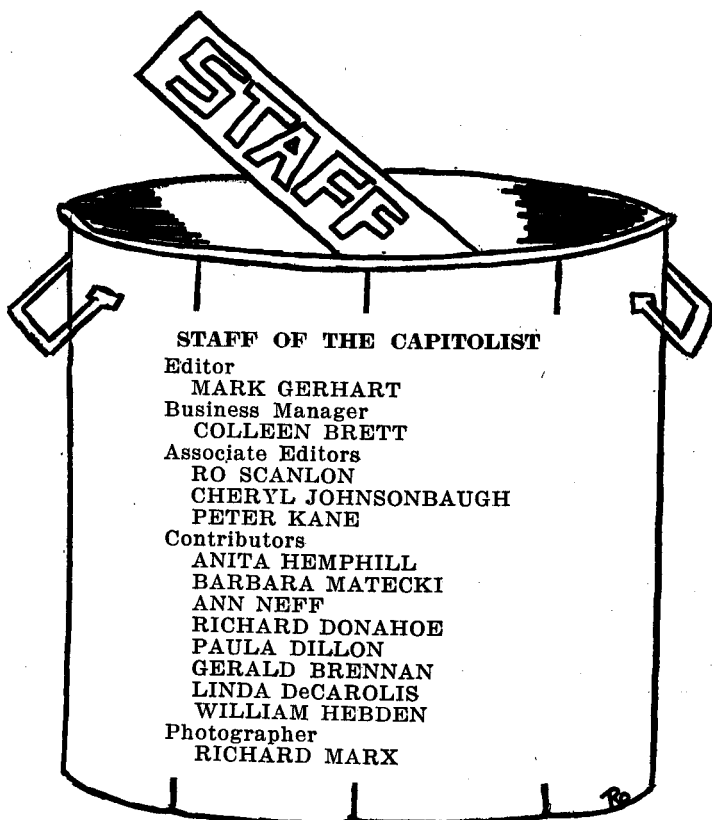 STAFF
STAFF OF THE CAPITOLIST
Editor
MARK GERHART
Business Manager
COLLEEN BRETT
Associate Editors
RO SCANLON
CHERYL JOHNSONBAUGH
PETER KANE
Contributors
ANITA HEMPHILL
BARBARA MATECKI
ANN NEFF
RICHARD DONAHOE
PAULA DILLON
GERALD BRENNAN
LINDA DeCAROLIS
WILLIAM HEBDEN
Photographer
RICHARD MARX
Ro